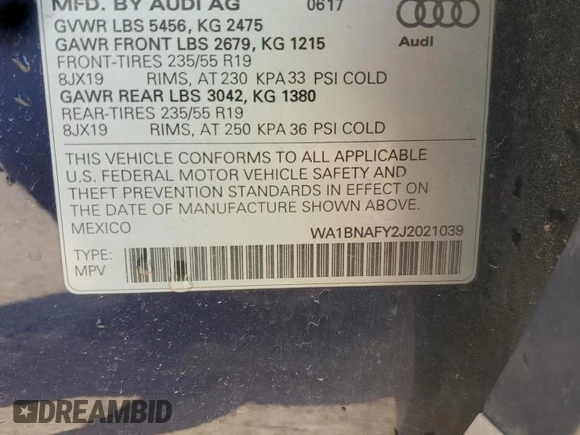 MFD. BY AUDI AG 0617
GVWR LBS 5456, KG 2475
GAWR FRONT LBS 2679, KG 1215
FRONT-TIRES 235/55 R19
8JX19 RIMS, AT 230 KPA 33 PSI COLD
GAWR REAR LBS 3042, KG 1380
REAR-TIRES 235/55 R19
8JX19 RIMS, AT 250 KPA 36 PSI COLD
Audi
THIS VEHICLE CONFORMS TO ALL APPLICABLE
U.S. FEDERAL MOTOR VEHICLE SAFETY AND
THEFT PREVENTION STANDARDS IN EFFECT ON
THE DATE OF MANUFACTURE SHOWN ABOVE.
MEXICO WA1BNAFY2J2021039
TYPE:
MPV
DREAMBID